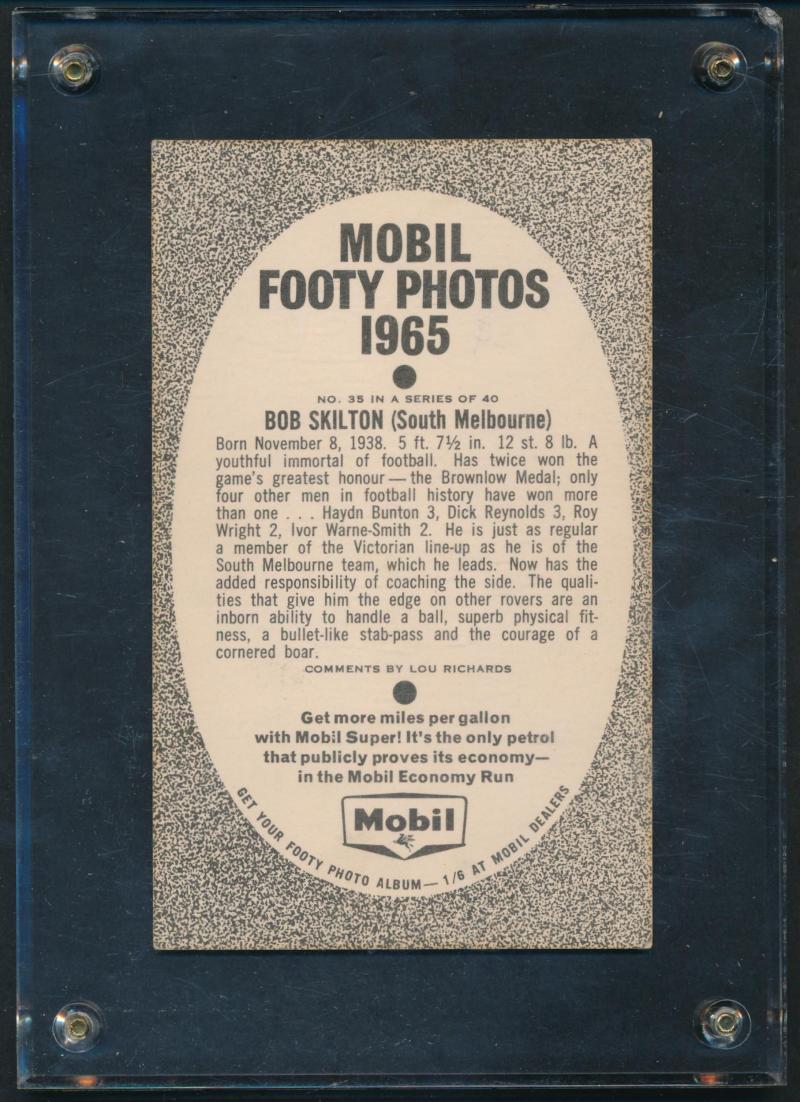 MOBIL
FOOTY PHOTOS
1965
NO. 35 IN A SERIES OF 40
BOB SKILTON (South Melbourne)
Born November 8, 1938. 5 ft. 7½ in. 12 st. 8 lb. A
youthful immortal of football. Has twice won the
game's greatest honour — the Brownlow Medal; only
four other men in football history have won more
than one . . . Haydn Bunton 3, Dick Reynolds 3, Roy
Wright 2, Ivor Warne-Smith 2. He is just as regular
a member of the Victorian line-up as he is of the
South Melbourne team, which he leads. Now has the
added responsibility of coaching the side. The quali-
ties that give him the edge on other rovers are an
inborn ability to handle a ball, superb physical fit-
ness, a bullet-like stab-pass and the courage of a
cornered boar.
COMMENTS BY LOU RICHARDS
Get more miles per gallon
with Mobil Super! It's the only petrol
that publicly proves its economy—
in the Mobil Economy Run
Mobil
GET YOUR FOOTY PHOTO ALBUM — 1/6 AT MOBIL DEALERS